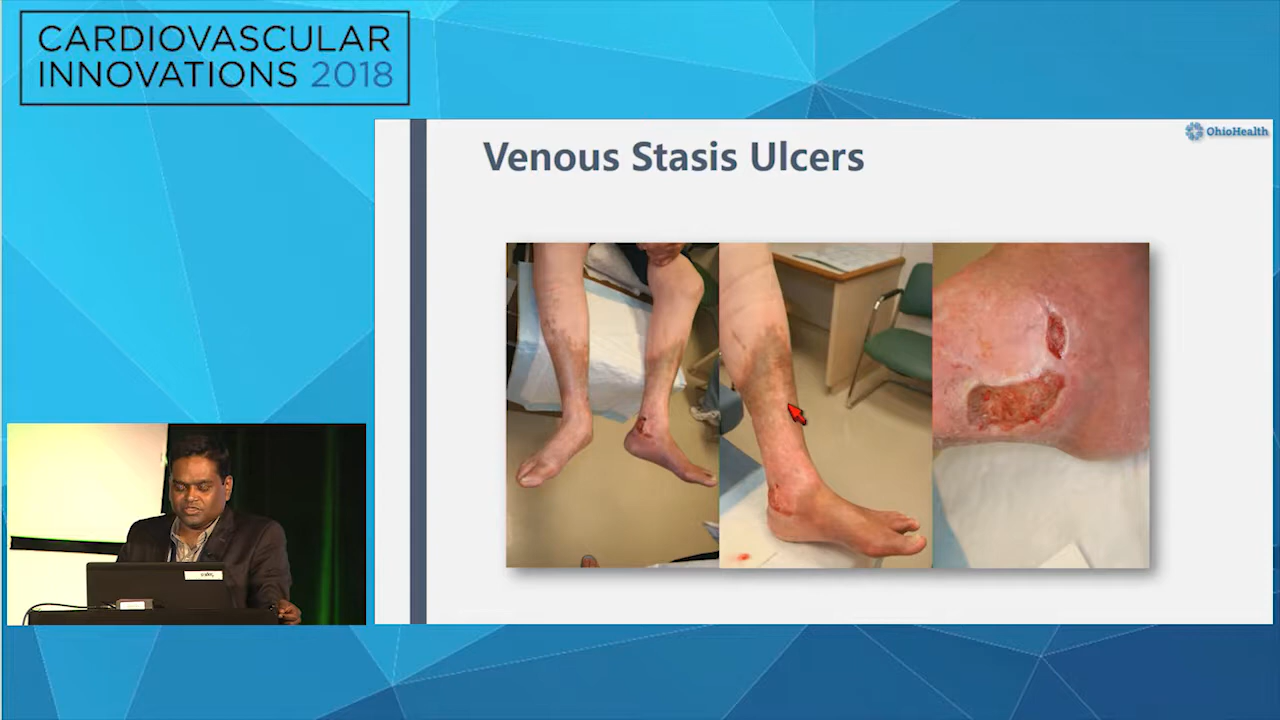 CARDIOVASCULAR
INNOVATIONS 2018
OhioHealth
Venous Stasis Ulcers